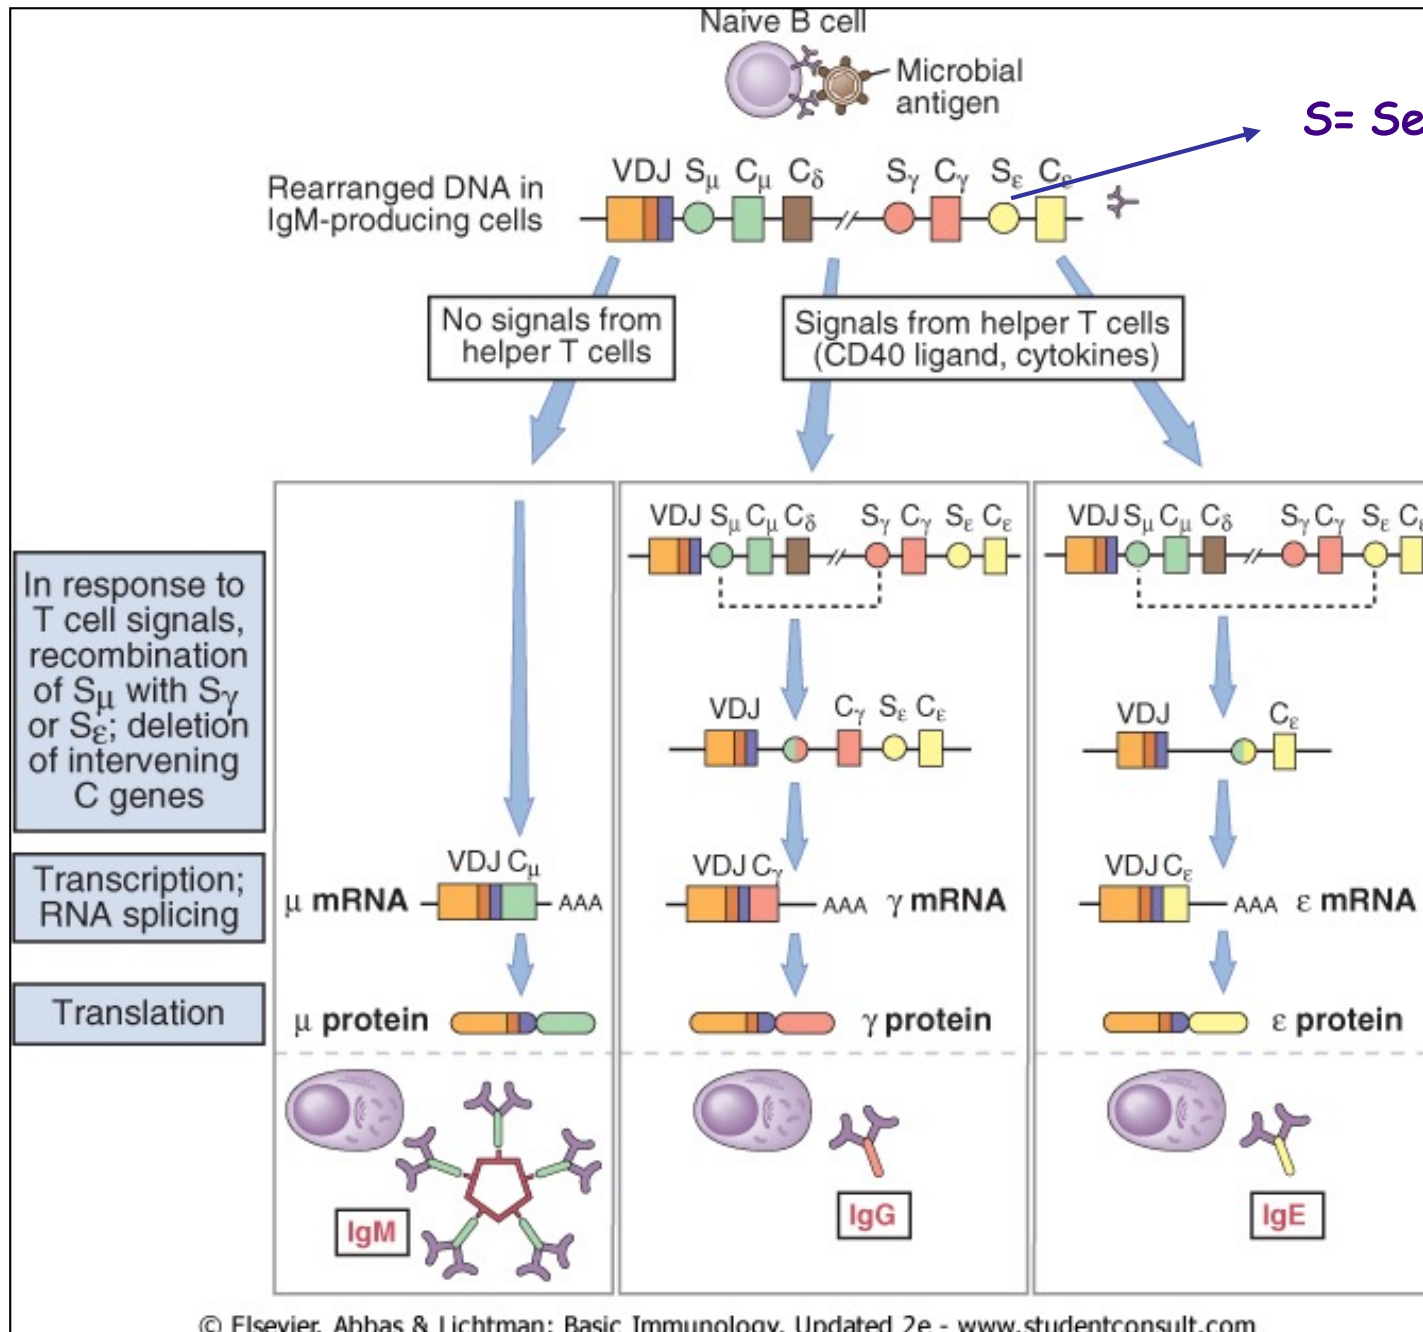 Naive B cell
Microbial
antigen
S= Se
VDJ Sμ Cμ Cδ Sγ Cγ Sε Cε
Rearranged DNA in
IgM-producing cells
No signals from
helper T cells
Signals from helper T cells
(CD40 ligand, cytokines)
VDJ Sμ Cμ Cδ Sγ Cγ Sε Cε
VDJ Sμ Cμ Cδ Sγ Cγ Sε Cε
In response to
T cell signals,
recombination
of Sμ with Sγ
or Sε; deletion
of intervening
C genes
VDJ Cγ Sε Cε
VDJ Cε
Transcription;
RNA splicing
VDJ Cμ
μ mRNA AAA
VDJ Cγ
AAA γ mRNA
VDJ Cε
AAA ε mRNA
Translation
μ protein
γ protein
ε protein
IgM
IgG
IgE
© Elsevier. Abbas & Lichtman: Basic Immunology, Updated 2e - www.studentconsult.com